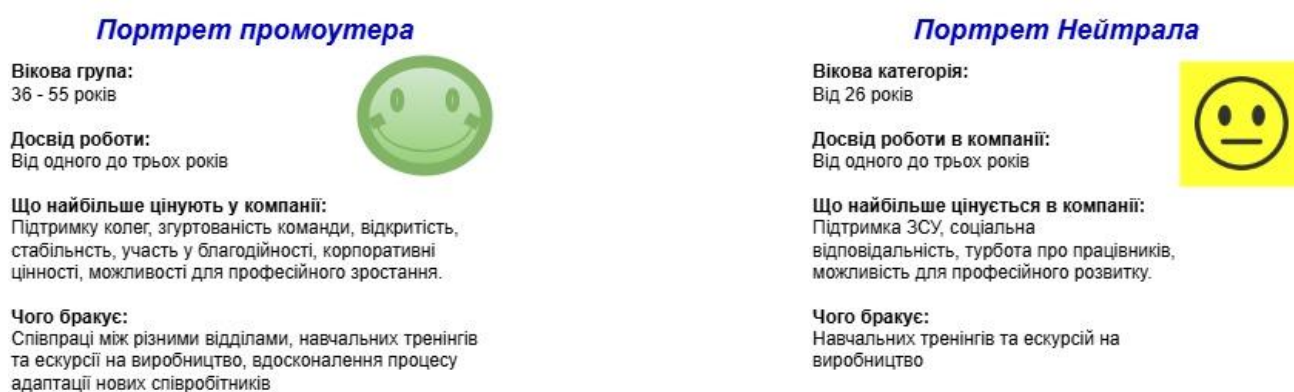 Портрет промоутера
Вікова група:
36 - 55 років
Досвід роботи:
Від одного до трьох років
Що найбільше цінують у компанії:
Підтримку колег, згуртованість команди, відкритість,
стабільнсть, участь у благодійності, корпоративні
цінності, можливості для професійного зростання.
Чого бракує:
Співпраці між різними відділами, навчальних тренінгів
та ескурсії на виробництво, вдосконалення процесу
адаптації нових співробітників
Портрет Нейтрала
Вікова категорія:
Від 26 років
Досвід роботи в компанії:
Від одного до трьох років
Що найбільше цінується в компанії:
Підтримка ЗСУ, соціальна
відповідальність, турбота про працівників,
можливість для професійного розвитку.
Чого бракує:
Навчальних тренінгів та ескурсій на
виробництво